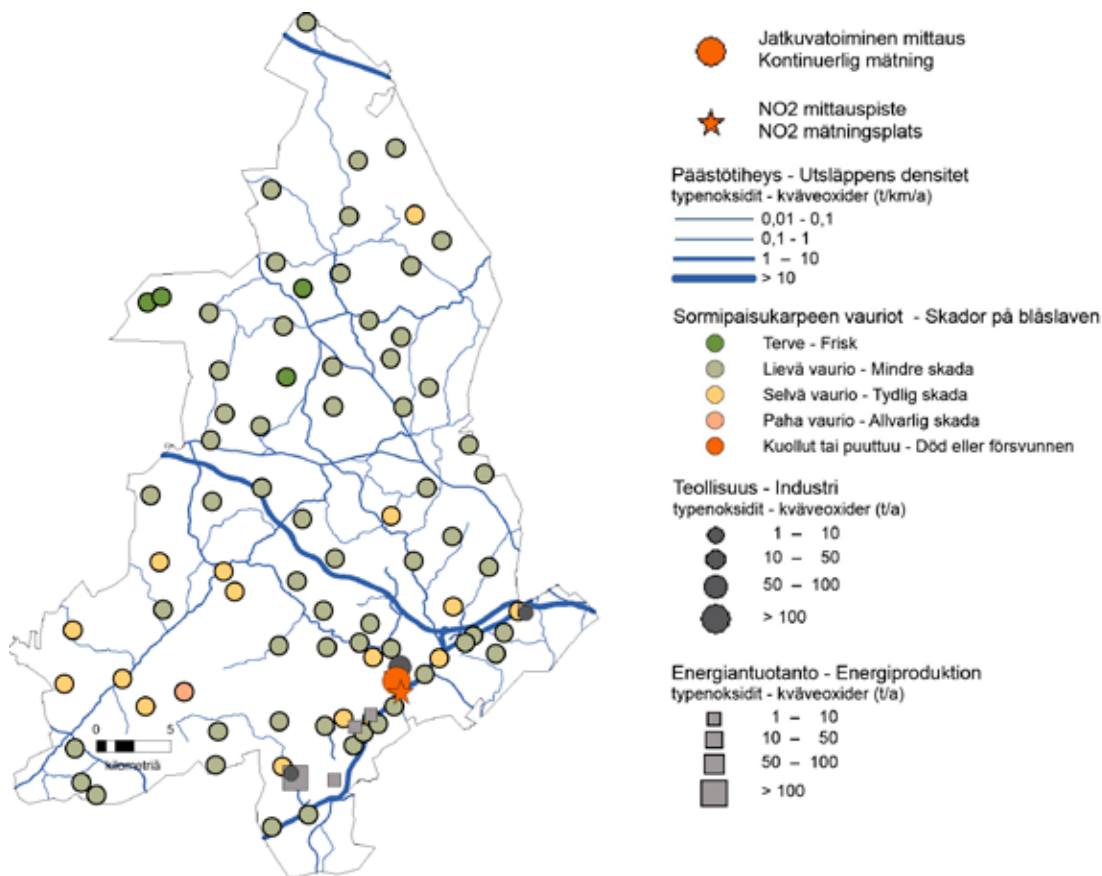 Jatkuvatoiminen mittaus
Kontinuerlig mätning
NO2 mittauspiste
NO2 mätningsplats
Päästötiheys - Utsläppens densitet
typenoksidit - kväveoxider (t/km/a)
0,01 - 0,1
0,1 - 1
1 – 10
> 10
Sormipaisukarpeen vauriot - Skador på blåslaven
Terve - Frisk
Lievä vaurio - Mindre skada
Selvä vaurio - Tydlig skada
Paha vaurio - Allvarlig skada
Kuollut tai puuttuu - Död eller försvunnen
Teollisuus - Industri
typenoksidit - kväveoxider (t/a)
1 – 10
10 – 50
50 – 100
> 100
Energiantuotanto - Energiproduktion
typenoksidit - kväveoxider (t/a)
1 – 10
10 – 50
50 – 100
> 100
0 5
kilometriä